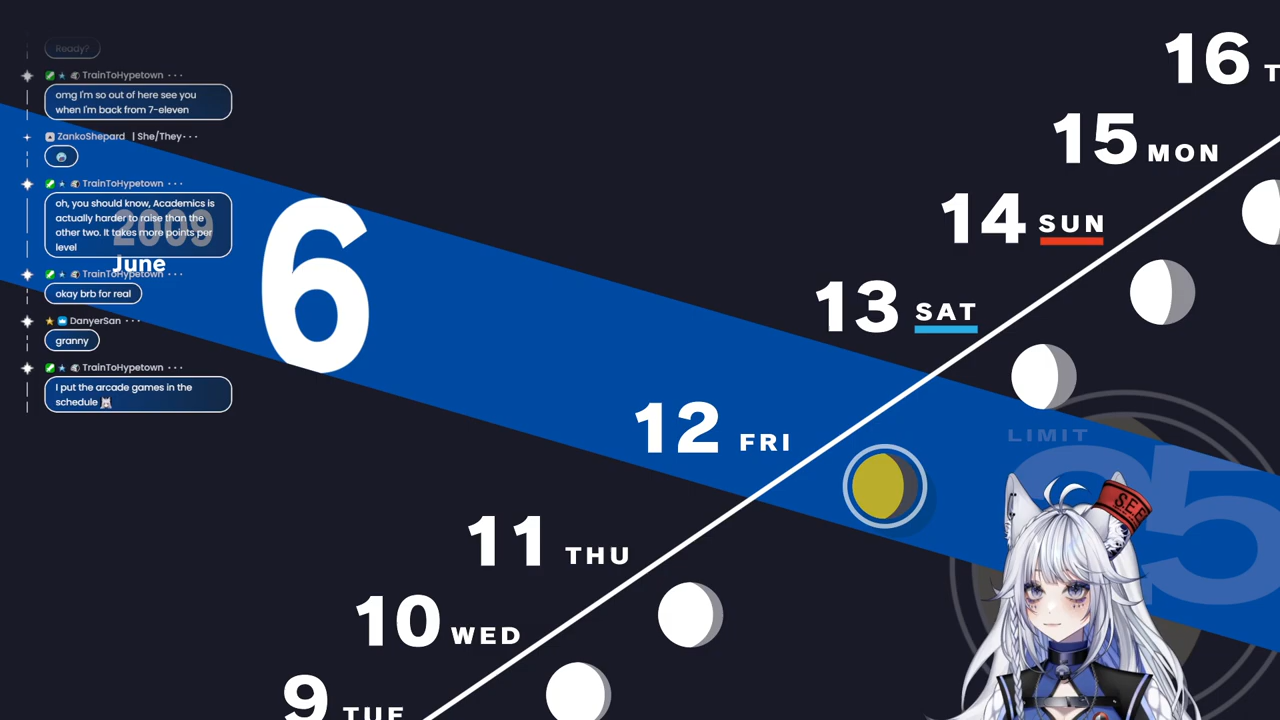 Ready?
TrainToHypetown
omg I'm so out of here see you
when I'm back from 7-eleven
ZankoShepard | She/They
TrainToHypetown
oh, you should know, Academics is
actually harder to raise than the
other two. It takes more points per
level
TrainToHypetown
okay brb for real
DanyerSan
granny
TrainToHypetown
I put the arcade games in the
schedule
2009
June
6
16 T
15 MON
14 SUN
13 SAT
12 FRI
11 THU
10 WED
9 TUE
LIMIT
25
S.E.E.